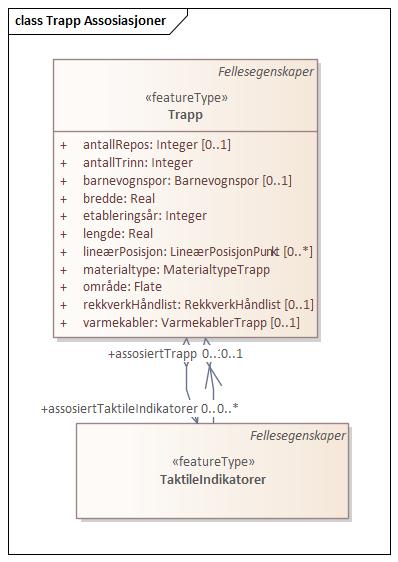 class Trapp Assosiasjoner
Fellesegenskaper
«featureType»
Trapp
+ antallRepos: Integer [0..1]
+ antallTrinn: Integer
+ barnevognspor: Barnevognspor [0..1]
+ bredde: Real
+ etableringsår: Integer
+ lengde: Real
+ lineærPosisjon: LineærPosisjonPunkt [0..*]
+ materialtype: MaterialtypeTrapp
+ område: Flate
+ rekkverkHåndlist: RekkverkHåndlist [0..1]
+ varmekabler: VarmekablerTrapp [0..1]
+assosiertTrapp 0..1 0..1
+assosiertTaktileIndikatorer 0..* 0..*
Fellesegenskaper
«featureType»
TaktileIndikatorer